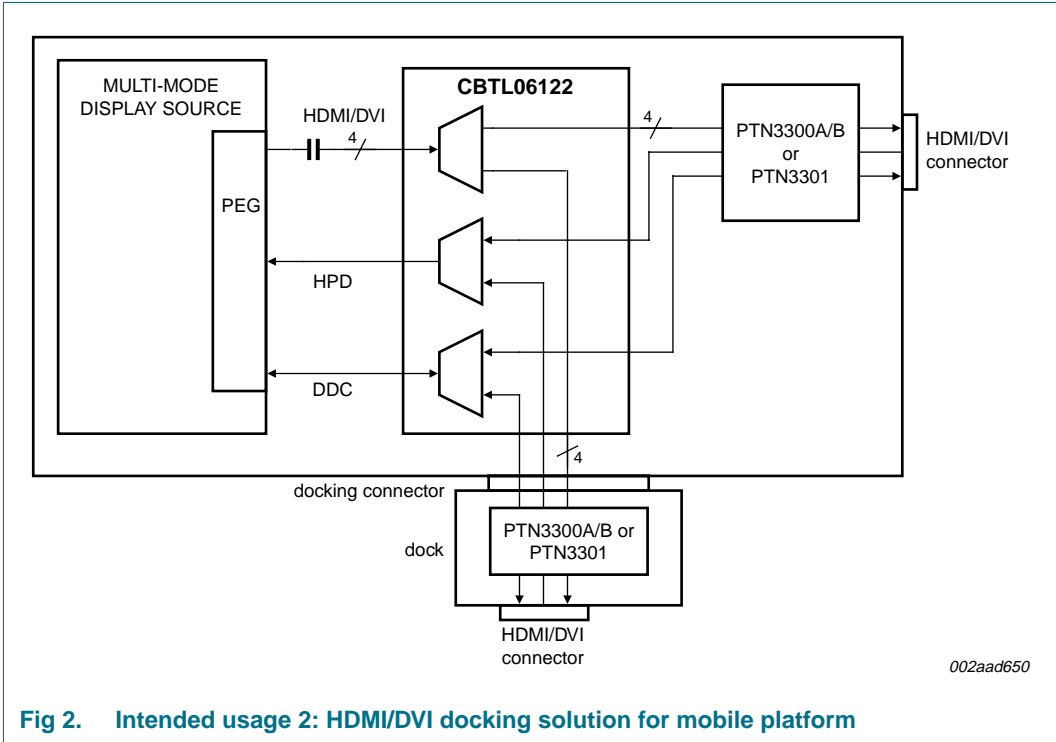 MULTI-MODE
DISPLAY SOURCE
PEG
HDMI/DVI
4
HPD
DDC
CBTL06122
4
PTN3300A/B
or
PTN3301
HDMI/DVI
connector
4
docking connector
dock
PTN3300A/B or
PTN3301
HDMI/DVI
connector
002aad650
Fig 2. Intended usage 2: HDMI/DVI docking solution for mobile platform